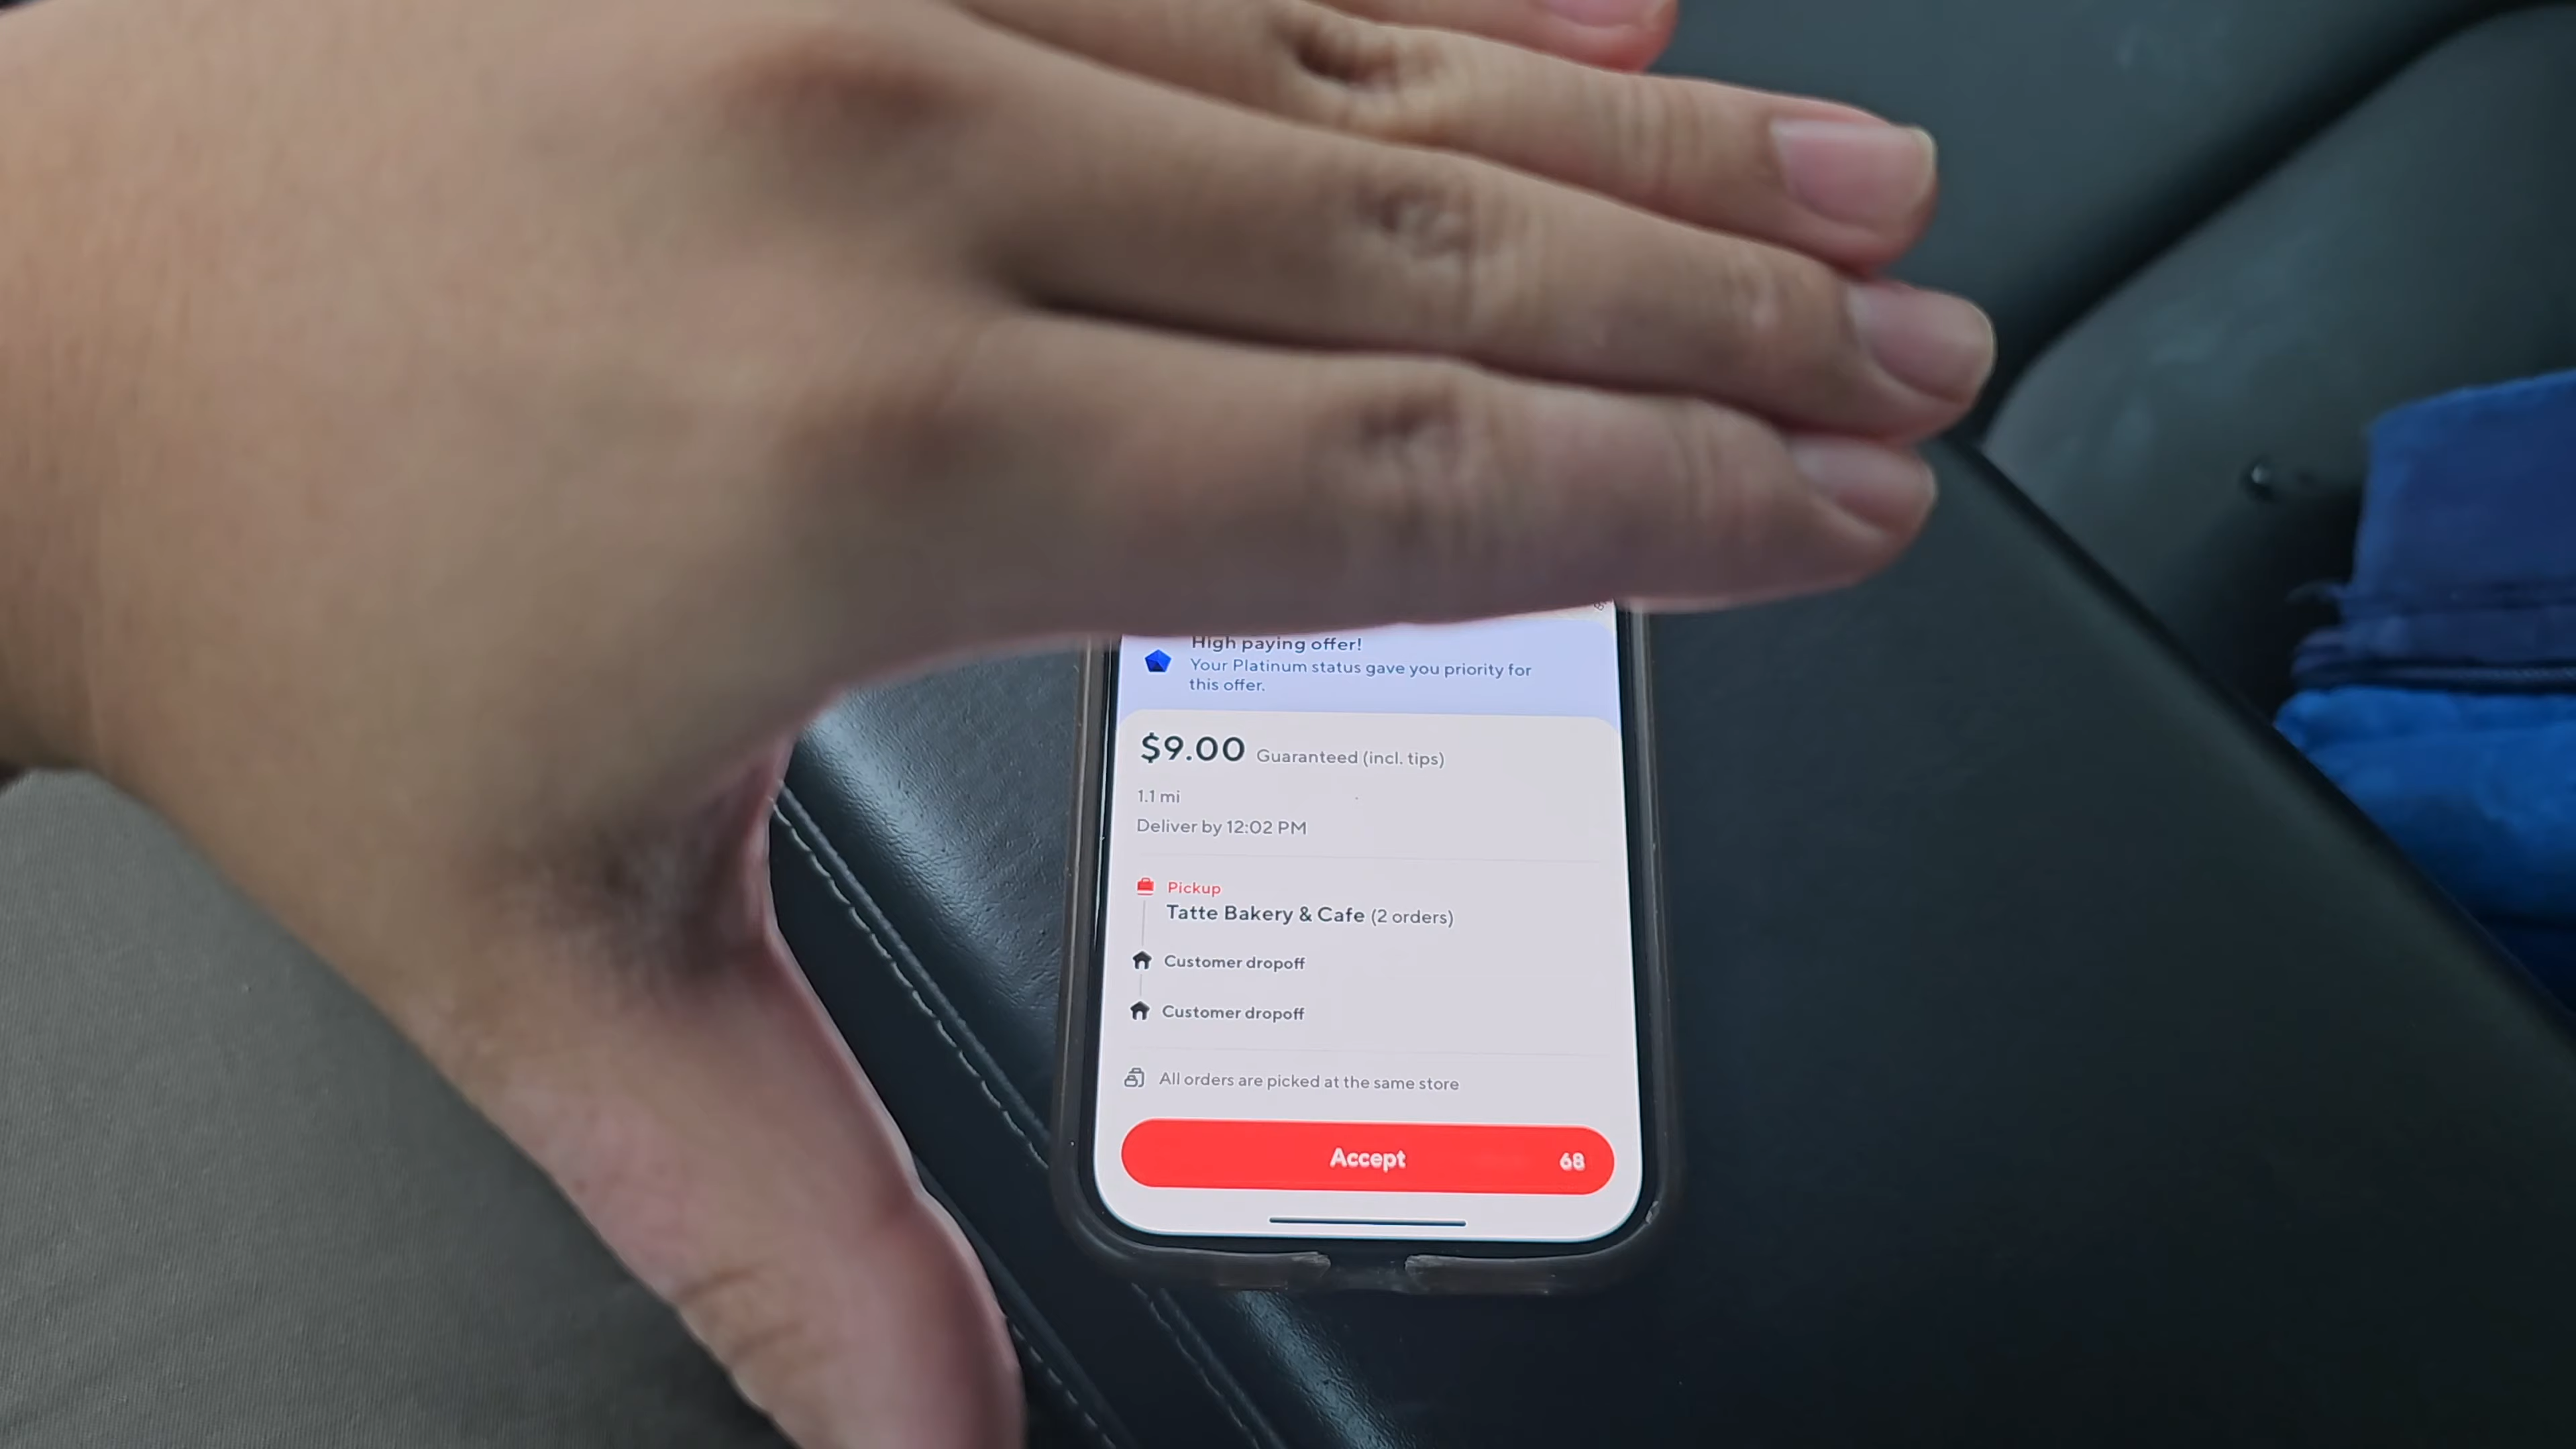 High paying offer!
Your Platinum status gave you priority for
this offer.
$9.00 Guaranteed (incl. tips)
1.1 mi
Deliver by 12:02 PM
Pickup
Tatte Bakery & Cafe (2 orders)
Customer dropoff
Customer dropoff
All orders are picked at the same store
Accept 68